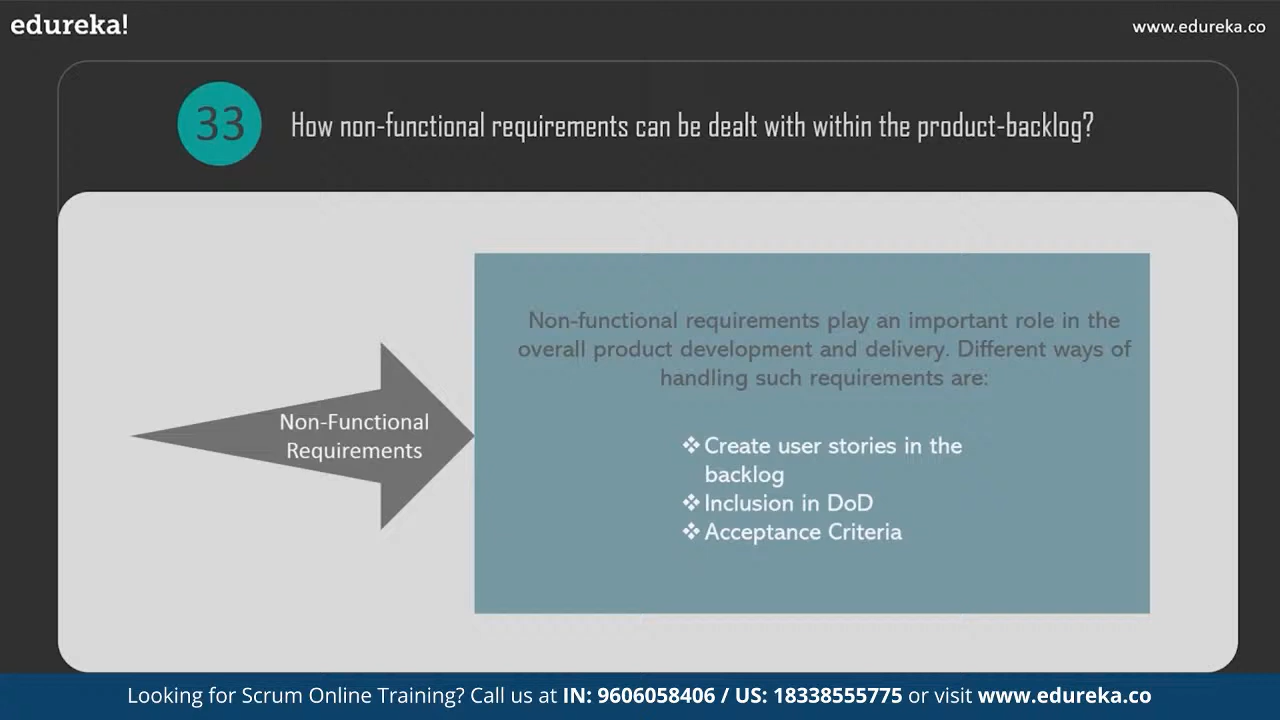 edureka!
www.edureka.co
33
How non-functional requirements can be dealt with within the product-backlog?
Non-Functional
Requirements
Non-functional requirements play an important role in the
overall product development and delivery. Different ways of
handling such requirements are:
❖Create user stories in the
backlog
❖Inclusion in DoD
❖Acceptance Criteria
Looking for Scrum Online Training? Call us at IN: 9606058406 / US: 18338555775 or visit www.edureka.co